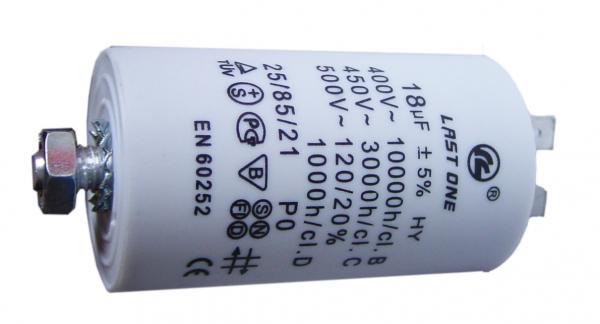 ®
LAST ONE
18µF ± 5% HY
400V~ 10000h/cl.B
450V~ 3000h/cl.C
500V~ 120/20% 1000h/cl.D
25/85/21 P0
TÜV S B S N F I D
EN 60252 CE